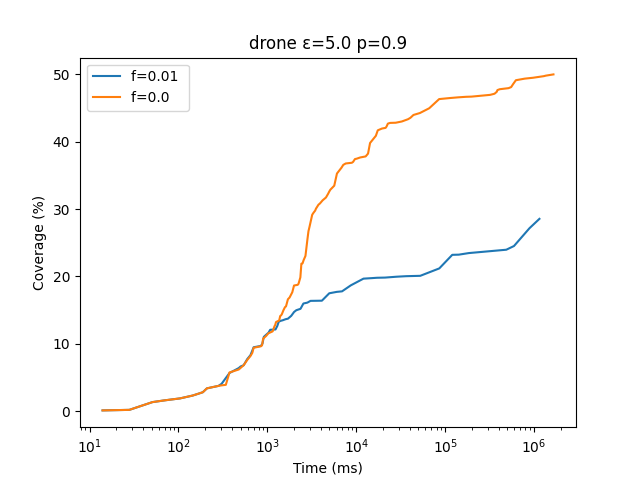 drone ε=5.0 p=0.9
f=0.01
f=0.0
Coverage (%)
50
40
30
20
10
0
10¹ 10² 10³ 10⁴ 10⁵ 10⁶
Time (ms)